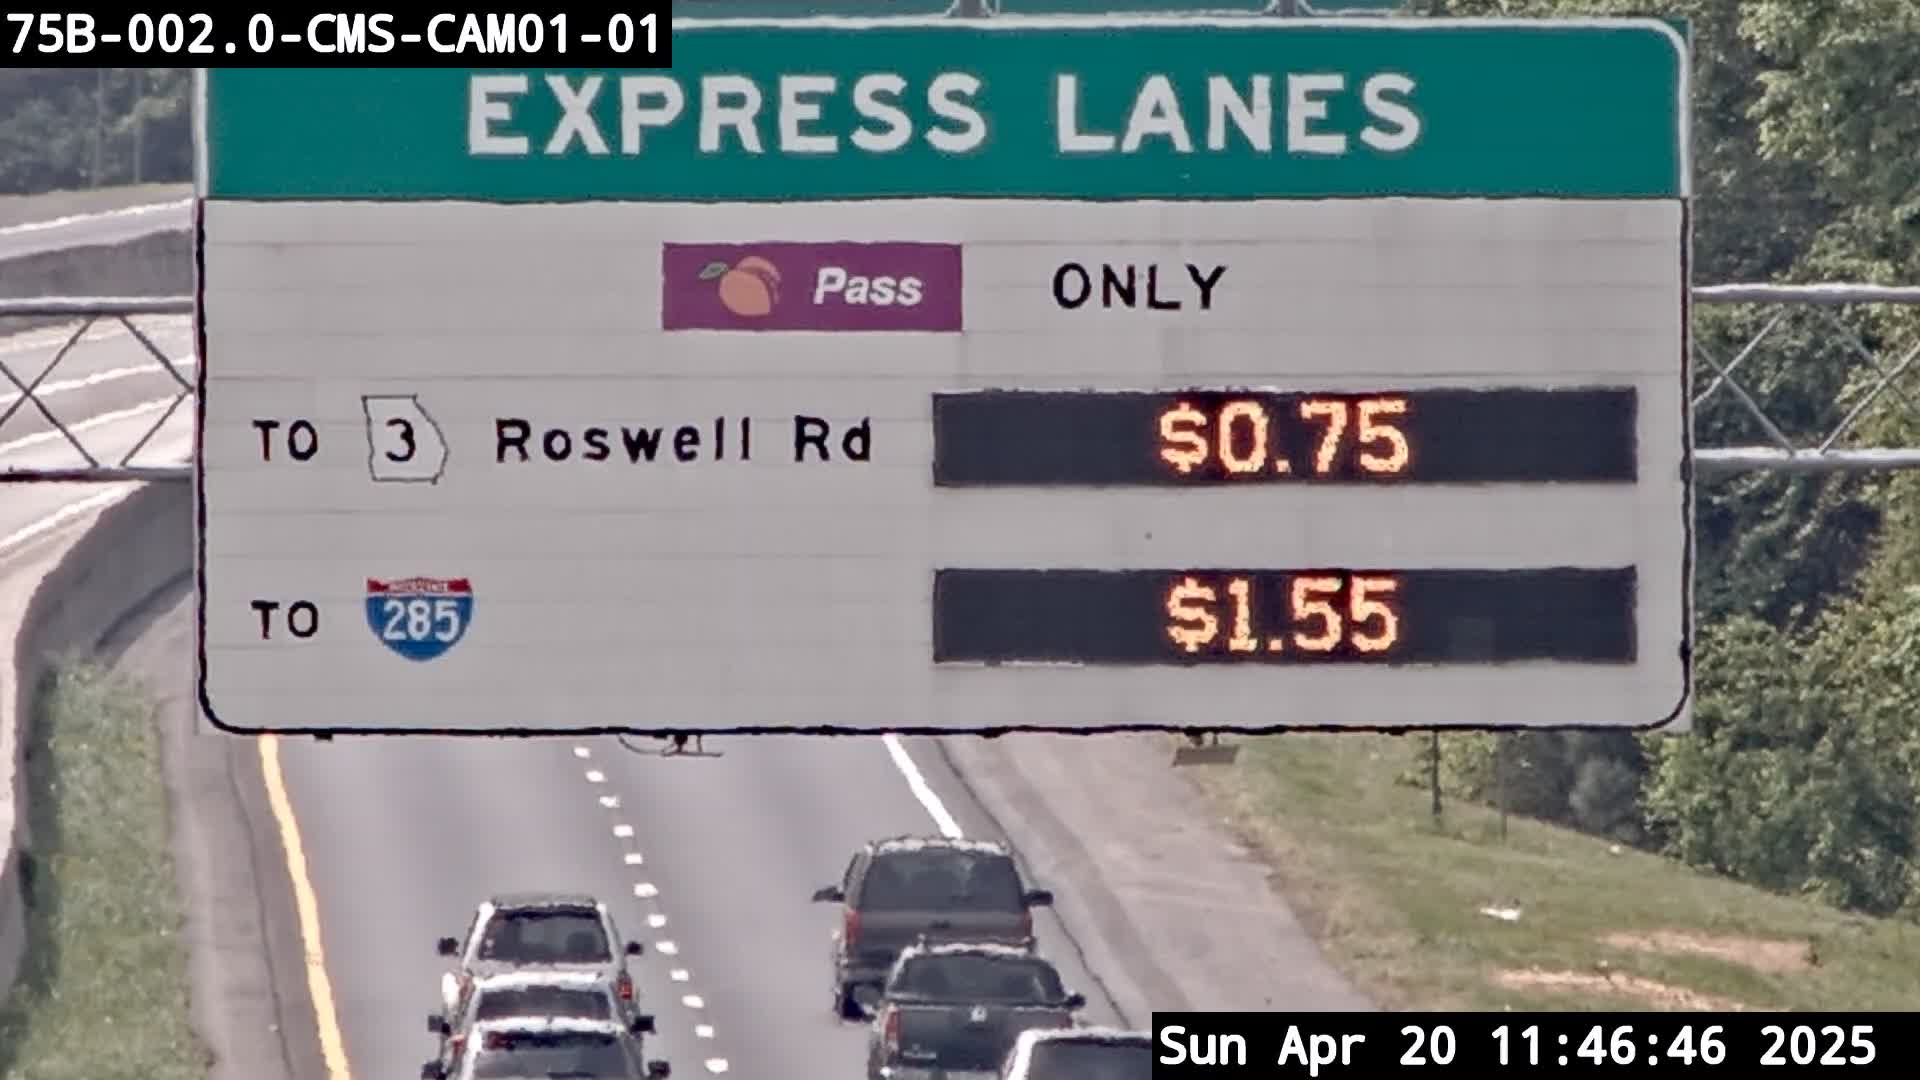 75B-002.0-CMS-CAM01-01
EXPRESS LANES
Pass ONLY
TO 3 Roswell Rd $0.75
TO 285 $1.55
Sun Apr 20 11:46:46 2025